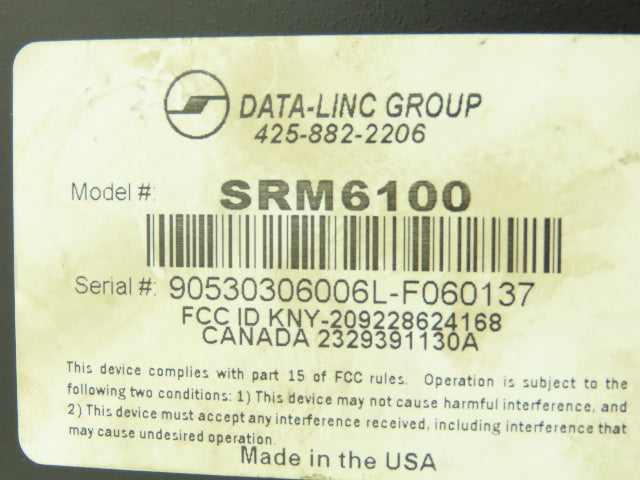 DATA-LINC GROUP
425-882-2206
Model #: SRM6100
Serial #: 90530306006L-F060137
FCC ID KNY-209228624168
CANADA 2329391130A
This device complies with part 15 of FCC rules. Operation is subject to the
following two conditions: 1) This device may not cause harmful interference, and
2) This device must accept any interference received, including interference that
may cause undesired operation.
Made in the USA